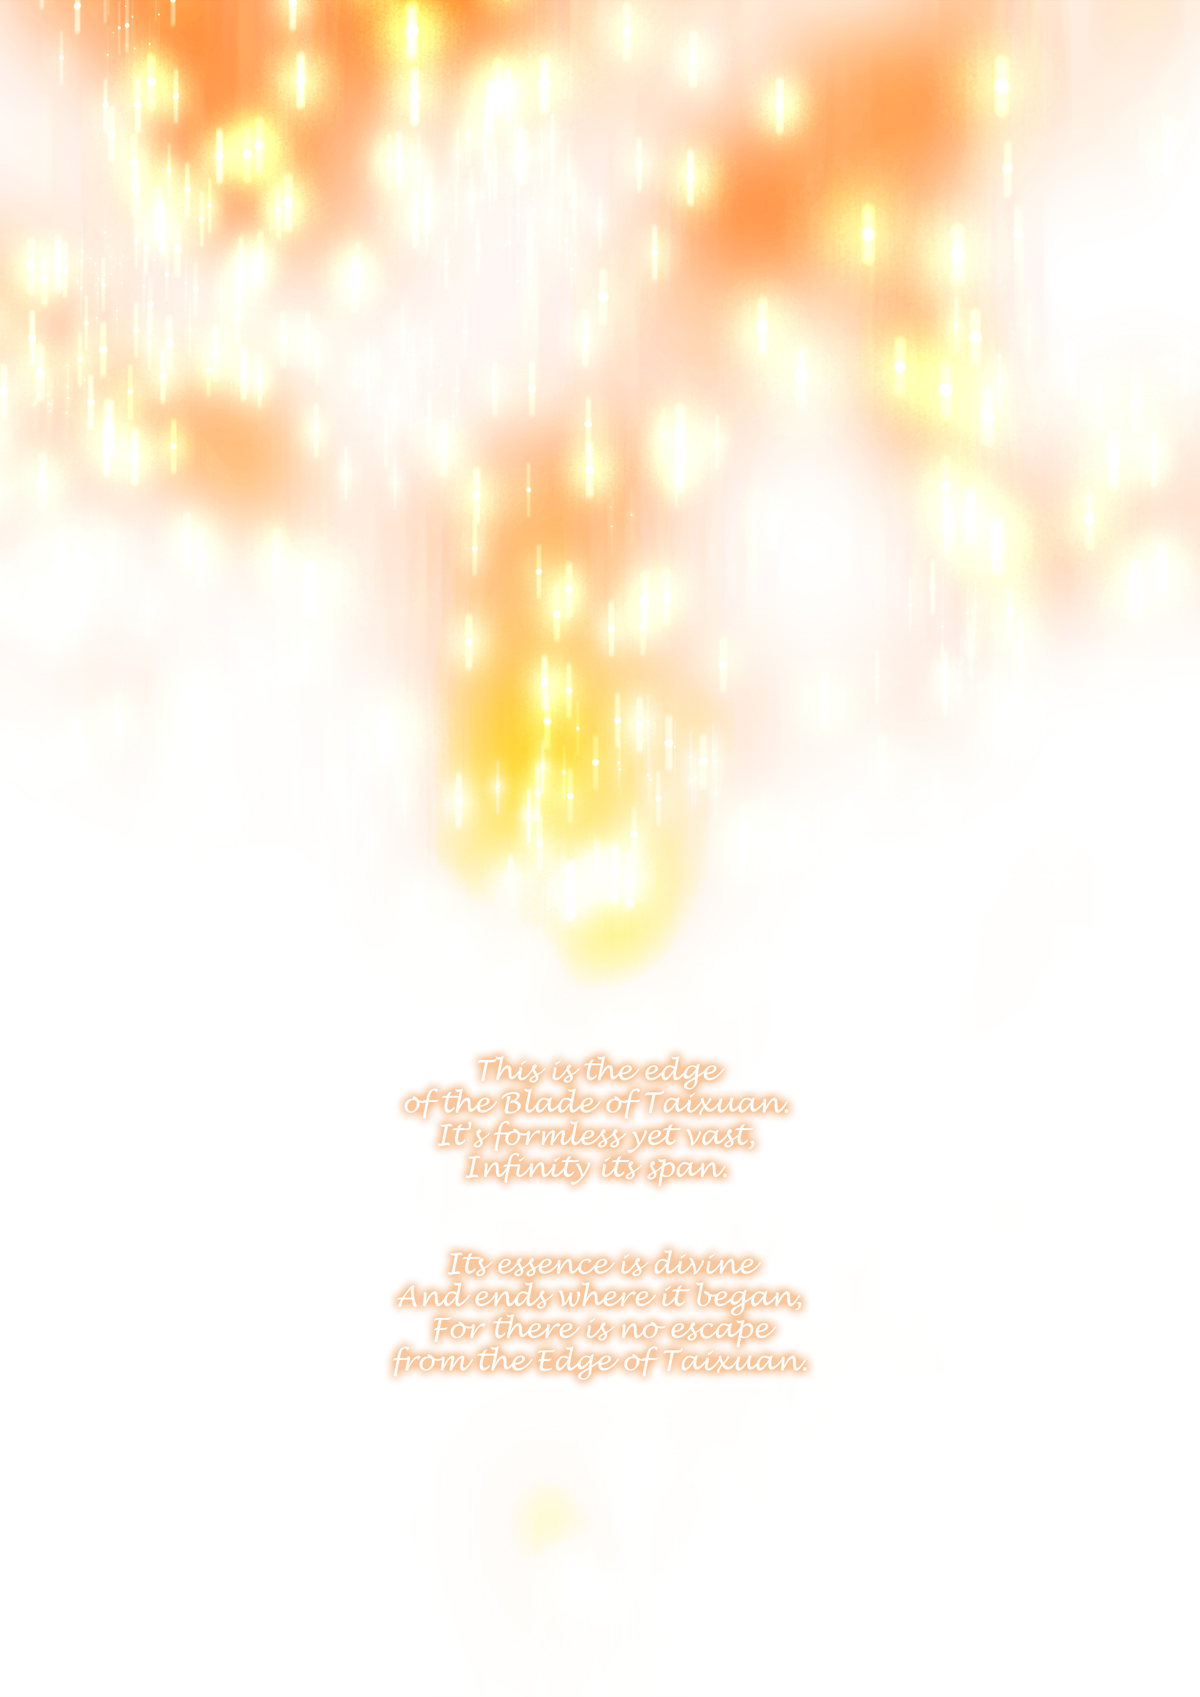 This is the edge
of the Blade of Taixuan.
It's formless yet vast,
Infinity its span.
Its essence is divine
And ends where it began,
For there is no escape
from the Edge of Taixuan.